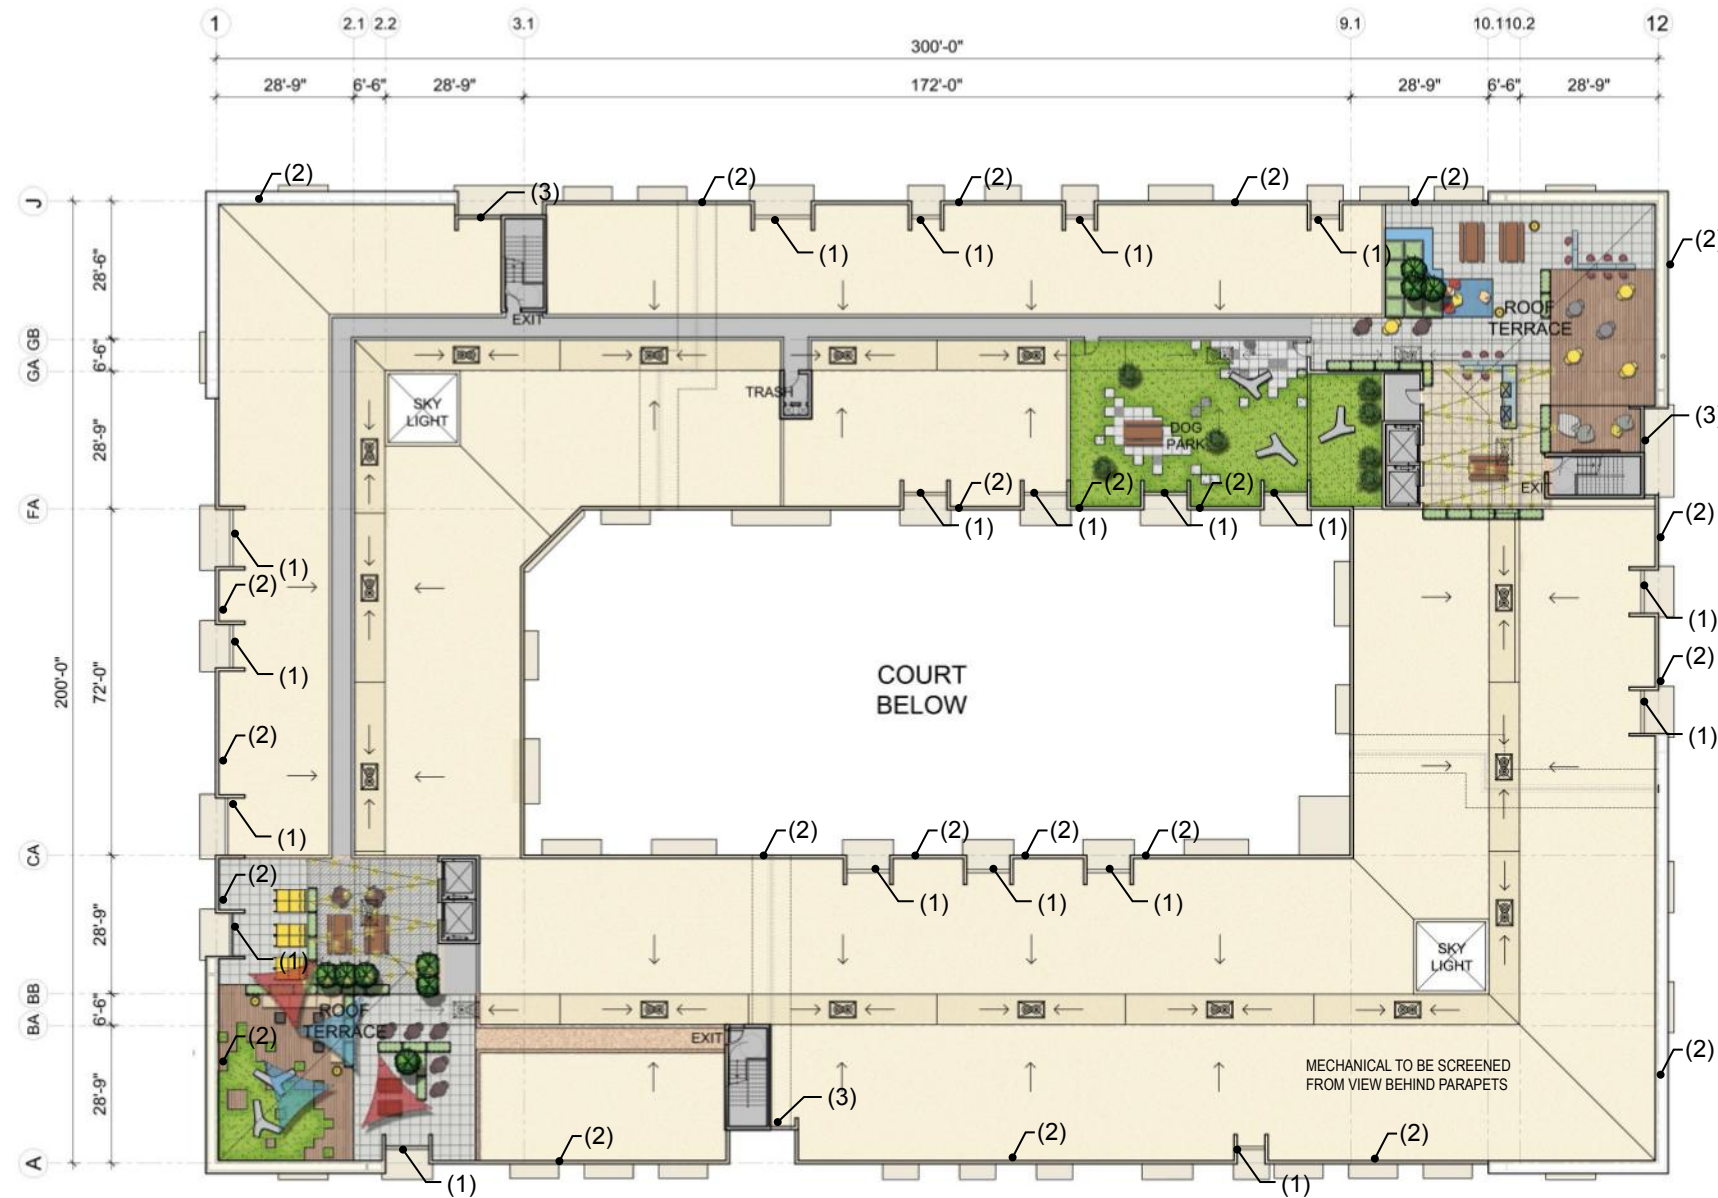 1
2.1
2.2
3.1
9.1
10.1
10.2
12
300'-0"
28'-9"
6'-6"
28'-9"
172'-0"
28'-9"
6'-6"
28'-9"
(2)
(3)
(2)
(2)
(2)
(2)
J
(1)
(1)
(1)
(1)
(2
28'-6"
ROOF
TERRACE
EXIT
GB
6'-6"
GA
TRASH
SKY
LIGHT
DOG
PARK
(3
28'-9"
EXIT
(2)
(2)
(2)
FA
(1)
(1)
(1)
(1)
(2)
(1)
(2)
(1)
(1)
200'-0"
72'-0"
COURT
BELOW
(2)
(2)
(1)
(1)
CA
(2)
(2)
(2)
(2)
(2)
(1)
(1)
(1)
28'-9"
(1)
SKY
LIGHT
BB
6'-6"
BA
ROOF
TERRACE
(2)
EXIT
MECHANICAL TO BE SCREENED
FROM VIEW BEHIND PARAPETS
(2)
28'-9"
(3)
(2)
(2)
(2)
A
(1)
(1)